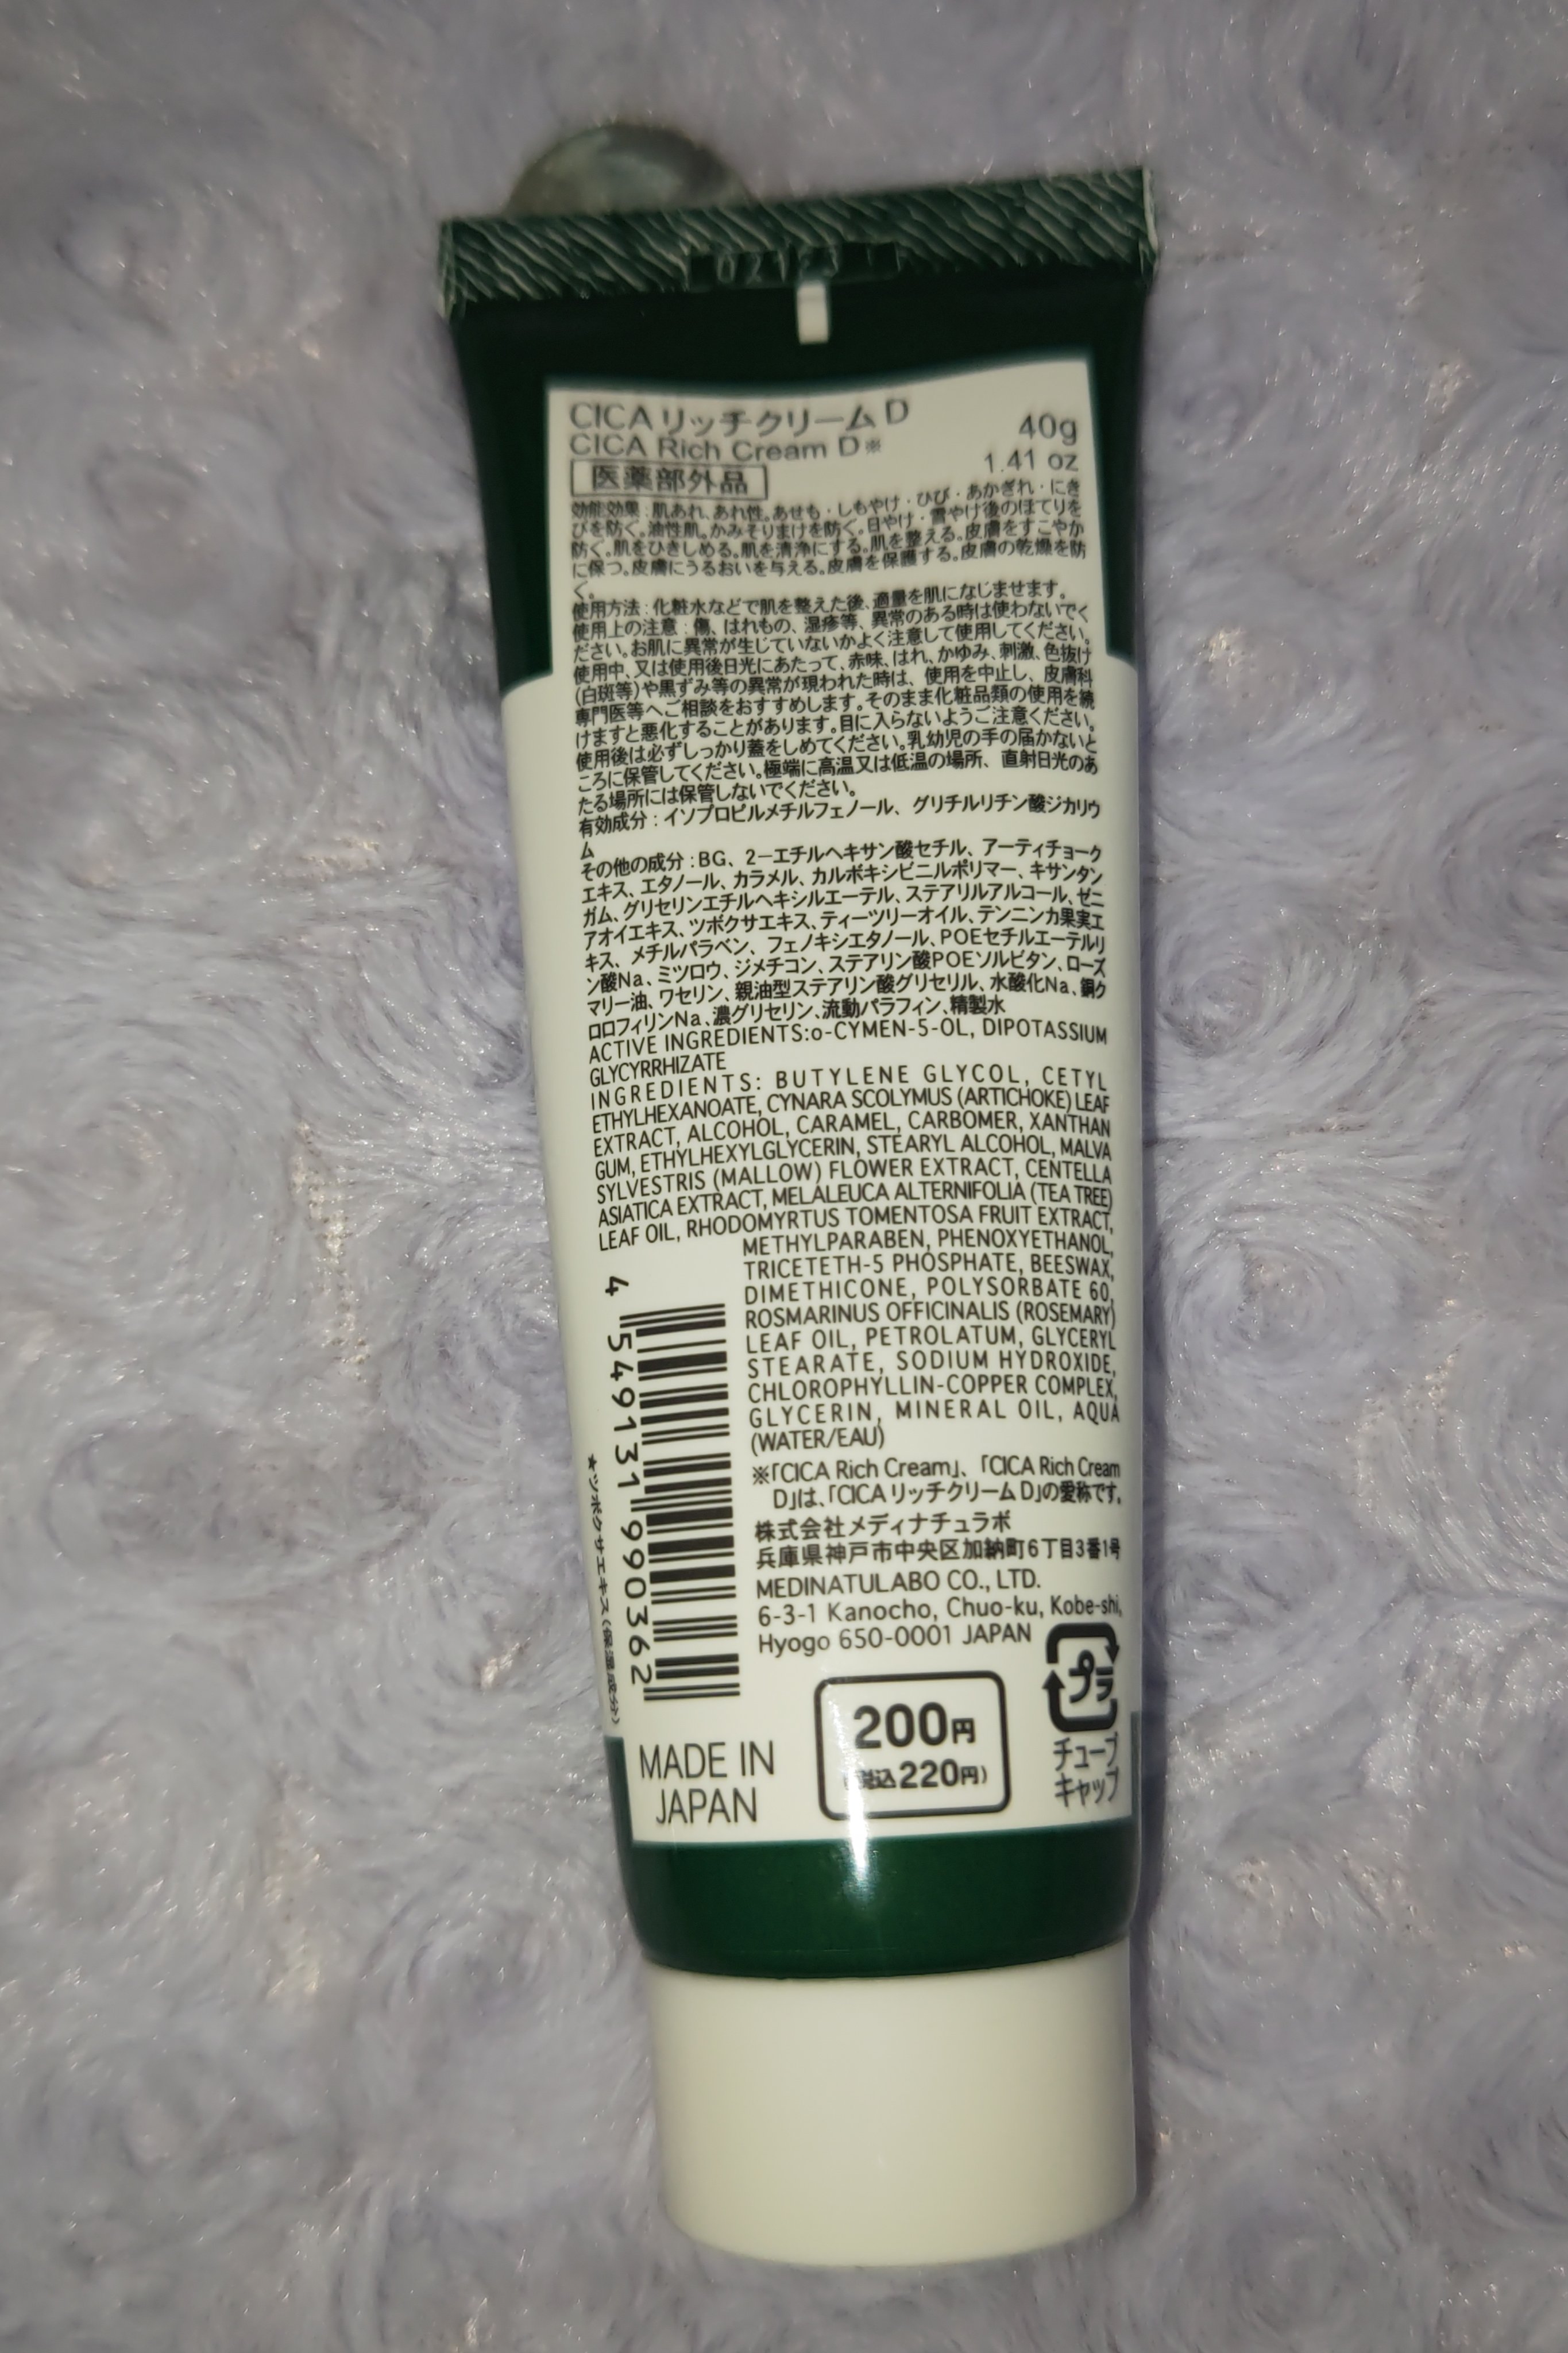 CICA リッチクリーム D
40g
CICA Rich Cream D※
1.41 oz
医薬部外品
効能効果：肌あれ、あれ性。あせも・しもやけ・ひび・あかぎれ・にき
びを防ぐ。油性肌。かみそりまけを防ぐ。日やけ・雪やけ後のほてりを
防ぐ。肌をひきしめる。肌を清浄にする。肌を整える。皮膚をすこやか
に保つ。皮膚にうるおいを与える。皮膚を保護する。皮膚の乾燥を防
ぐ。
使用方法：化粧水などで肌を整えた後、適量を肌になじませます。
使用上の注意：傷、はれもの、湿疹等、異常のある時は使わないでく
ださい。お肌に異常が生じていないかよく注意して使用してください。
使用中、又は使用後日光にあたって、赤味、はれ、かゆみ、刺激、色抜け
(白斑等)や黒ずみ等の異常が現われた時は、使用を中止し、皮膚科
専門医等へご相談をおすすめします。そのまま化粧品類の使用を続
けますと悪化することがあります。目に入らないようご注意ください。
使用後は必ずしっかり蓋をしめてください。乳幼児の手の届かないと
ころに保管してください。極端に高温又は低温の場所、直射日光のあ
たる場所には保管しないでください。
有効成分：イソプロピルメチルフェノール、グリチルリチン酸ジカリウ
ム
その他の成分：BG、2－エチルヘキサン酸セチル、アーティチョーク
エキス、エタノール、カラメル、カルボキシビニルポリマー、キサンタン
ガム、グリセリンエチルヘキシルエーテル、ステアリルアルコール、ゼニ
アオイエキス、ツボクサエキス、ティーツリーオイル、テンニンカ果実エ
キス、メチルパラベン、フェノキシエタノール、POEセチルエーテルリ
ン酸Na、ミツロウ、ジメチコン、ステアリン酸POEソルビタン、ローズ
マリー油、ワセリン、親油型ステアリン酸グリセリル、水酸化Na、銅ク
ロロフィリンNa、濃グリセリン、流動パラフィン、精製水
ACTIVE INGREDIENTS:o-CYMEN-5-OL, DIPOTASSIUM
GLYCYRRHIZATE
INGREDIENTS: BUTYLENE GLYCOL, CETYL
ETHYLHEXANOATE, CYNARA SCOLYMUS (ARTICHOKE) LEAF
EXTRACT, ALCOHOL, CARAMEL, CARBOMER, XANTHAN
GUM, ETHYLHEXYLGLYCERIN, STEARYL ALCOHOL, MALVA
SYLVESTRIS (MALLOW) FLOWER EXTRACT, CENTELLA
ASIATICA EXTRACT, MELALEUCA ALTERNIFOLIA (TEA TREE)
LEAF OIL, RHODOMYRTUS TOMENTOSA FRUIT EXTRACT,
METHYLPARABEN, PHENOXYETHANOL,
TRICETETH-5 PHOSPHATE, BEESWAX,
DIMETHICONE, POLYSORBATE 60,
ROSMARINUS OFFICINALIS (ROSEMARY)
LEAF OIL, PETROLATUM, GLYCERYL
STEARATE, SODIUM HYDROXIDE,
CHLOROPHYLLIN-COPPER COMPLEX,
GLYCERIN, MINERAL OIL, AQUA
(WATER/EAU)
※「CICA Rich Cream」、「CICA Rich Cream
D」は、「CICA リッチクリーム D」の愛称です。
株式会社メディナチュラボ
兵庫県神戸市中央区加納町6丁目3番1号
MEDINATULABO CO., LTD.
6-3-1 Kanocho, Chuo-ku, Kobe-shi,
Hyogo 650-0001 JAPAN
4 549131 990362
★ツボクサエキス（保湿成分）
MADE IN
JAPAN
200円
(税込220円)
プラ
チューブ
キャップ